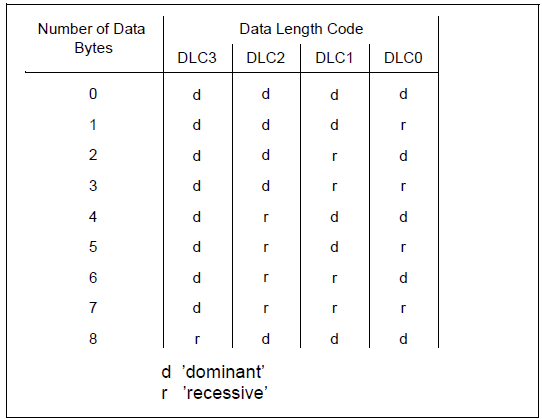 Number of Data Data Length Code
Bytes
DLC3 DLC2 DLC1 DLC0
0 d d d d
1 d d d r
2 d d r d
3 d d r r
4 d r d d
5 d r d r
6 d r r d
7 d r r r
8 r d d d
d ’dominant’
r ’recessive’